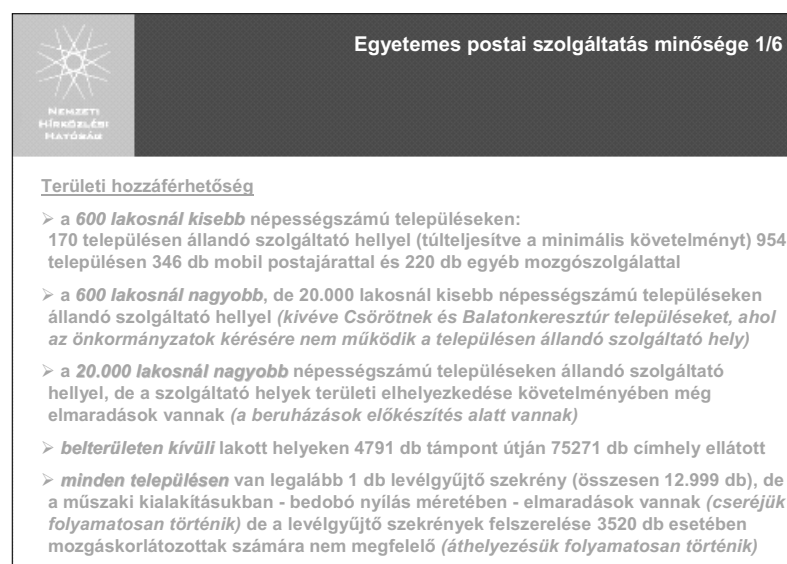 Egyetemes postai szolgáltatás minősége 1/6
NEMZETI
HÍRKÖZLÉSI
HATÓSÁG
Területi hozzáférhetőség
➢ a 600 lakosnál kisebb népességszámú településeken:
170 településen állandó szolgáltató hellyel (túlteljesítve a minimális követelményt) 954
településen 346 db mobil postajárattal és 220 db egyéb mozgószolgálattal
➢ a 600 lakosnál nagyobb, de 20.000 lakosnál kisebb népességszámú településeken
állandó szolgáltató hellyel (kivéve Csörötnek és Balatonkeresztúr településeket, ahol
az önkormányzatok kérésére nem működik a településen állandó szolgáltató hely)
➢ a 20.000 lakosnál nagyobb népességszámú településeken állandó szolgáltató
hellyel, de a szolgáltató helyek területi elhelyezkedése követelményében még
elmaradások vannak (a beruházások előkészítés alatt vannak)
➢ belterületen kívüli lakott helyeken 4791 db támpont útján 75271 db címhely ellátott
➢ minden településen van legalább 1 db levélgyűjtő szekrény (összesen 12.999 db), de
a műszaki kialakításukban - bedobó nyílás méretében - elmaradások vannak (cseréjük
folyamatosan történik) de a levélgyűjtő szekrények felszerelése 3520 db esetében
mozgáskorlátozottak számára nem megfelelő (áthelyezésük folyamatosan történik)